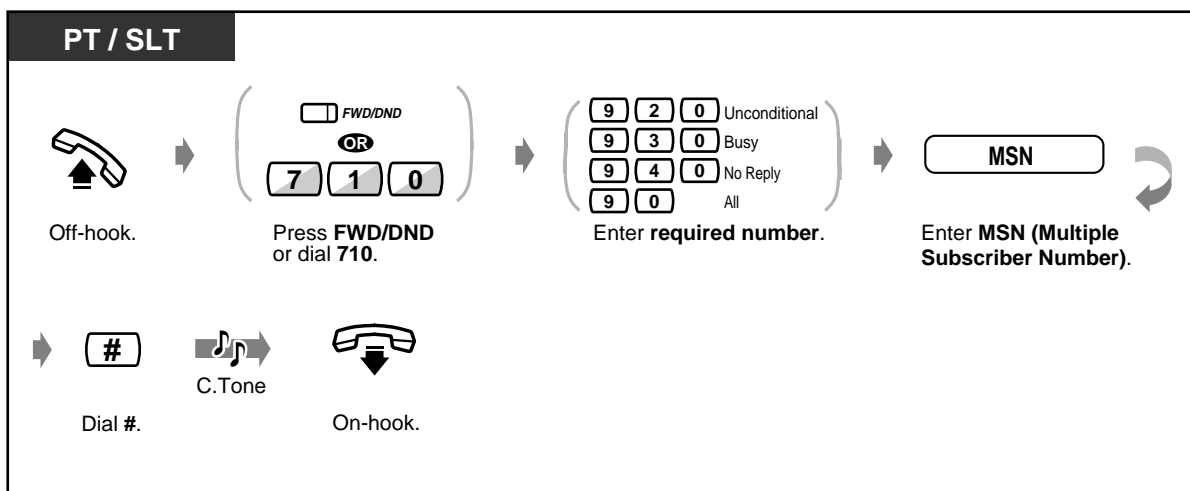 PT / SLT
FWD/DND
OR
7 1 0
9 2 0 Unconditional
9 3 0 Busy
9 4 0 No Reply
9 0 All
MSN
Off-hook.
Press FWD/DND
or dial 710.
Enter required number.
Enter MSN (Multiple
Subscriber Number).
#
C.Tone
Dial #.
On-hook.